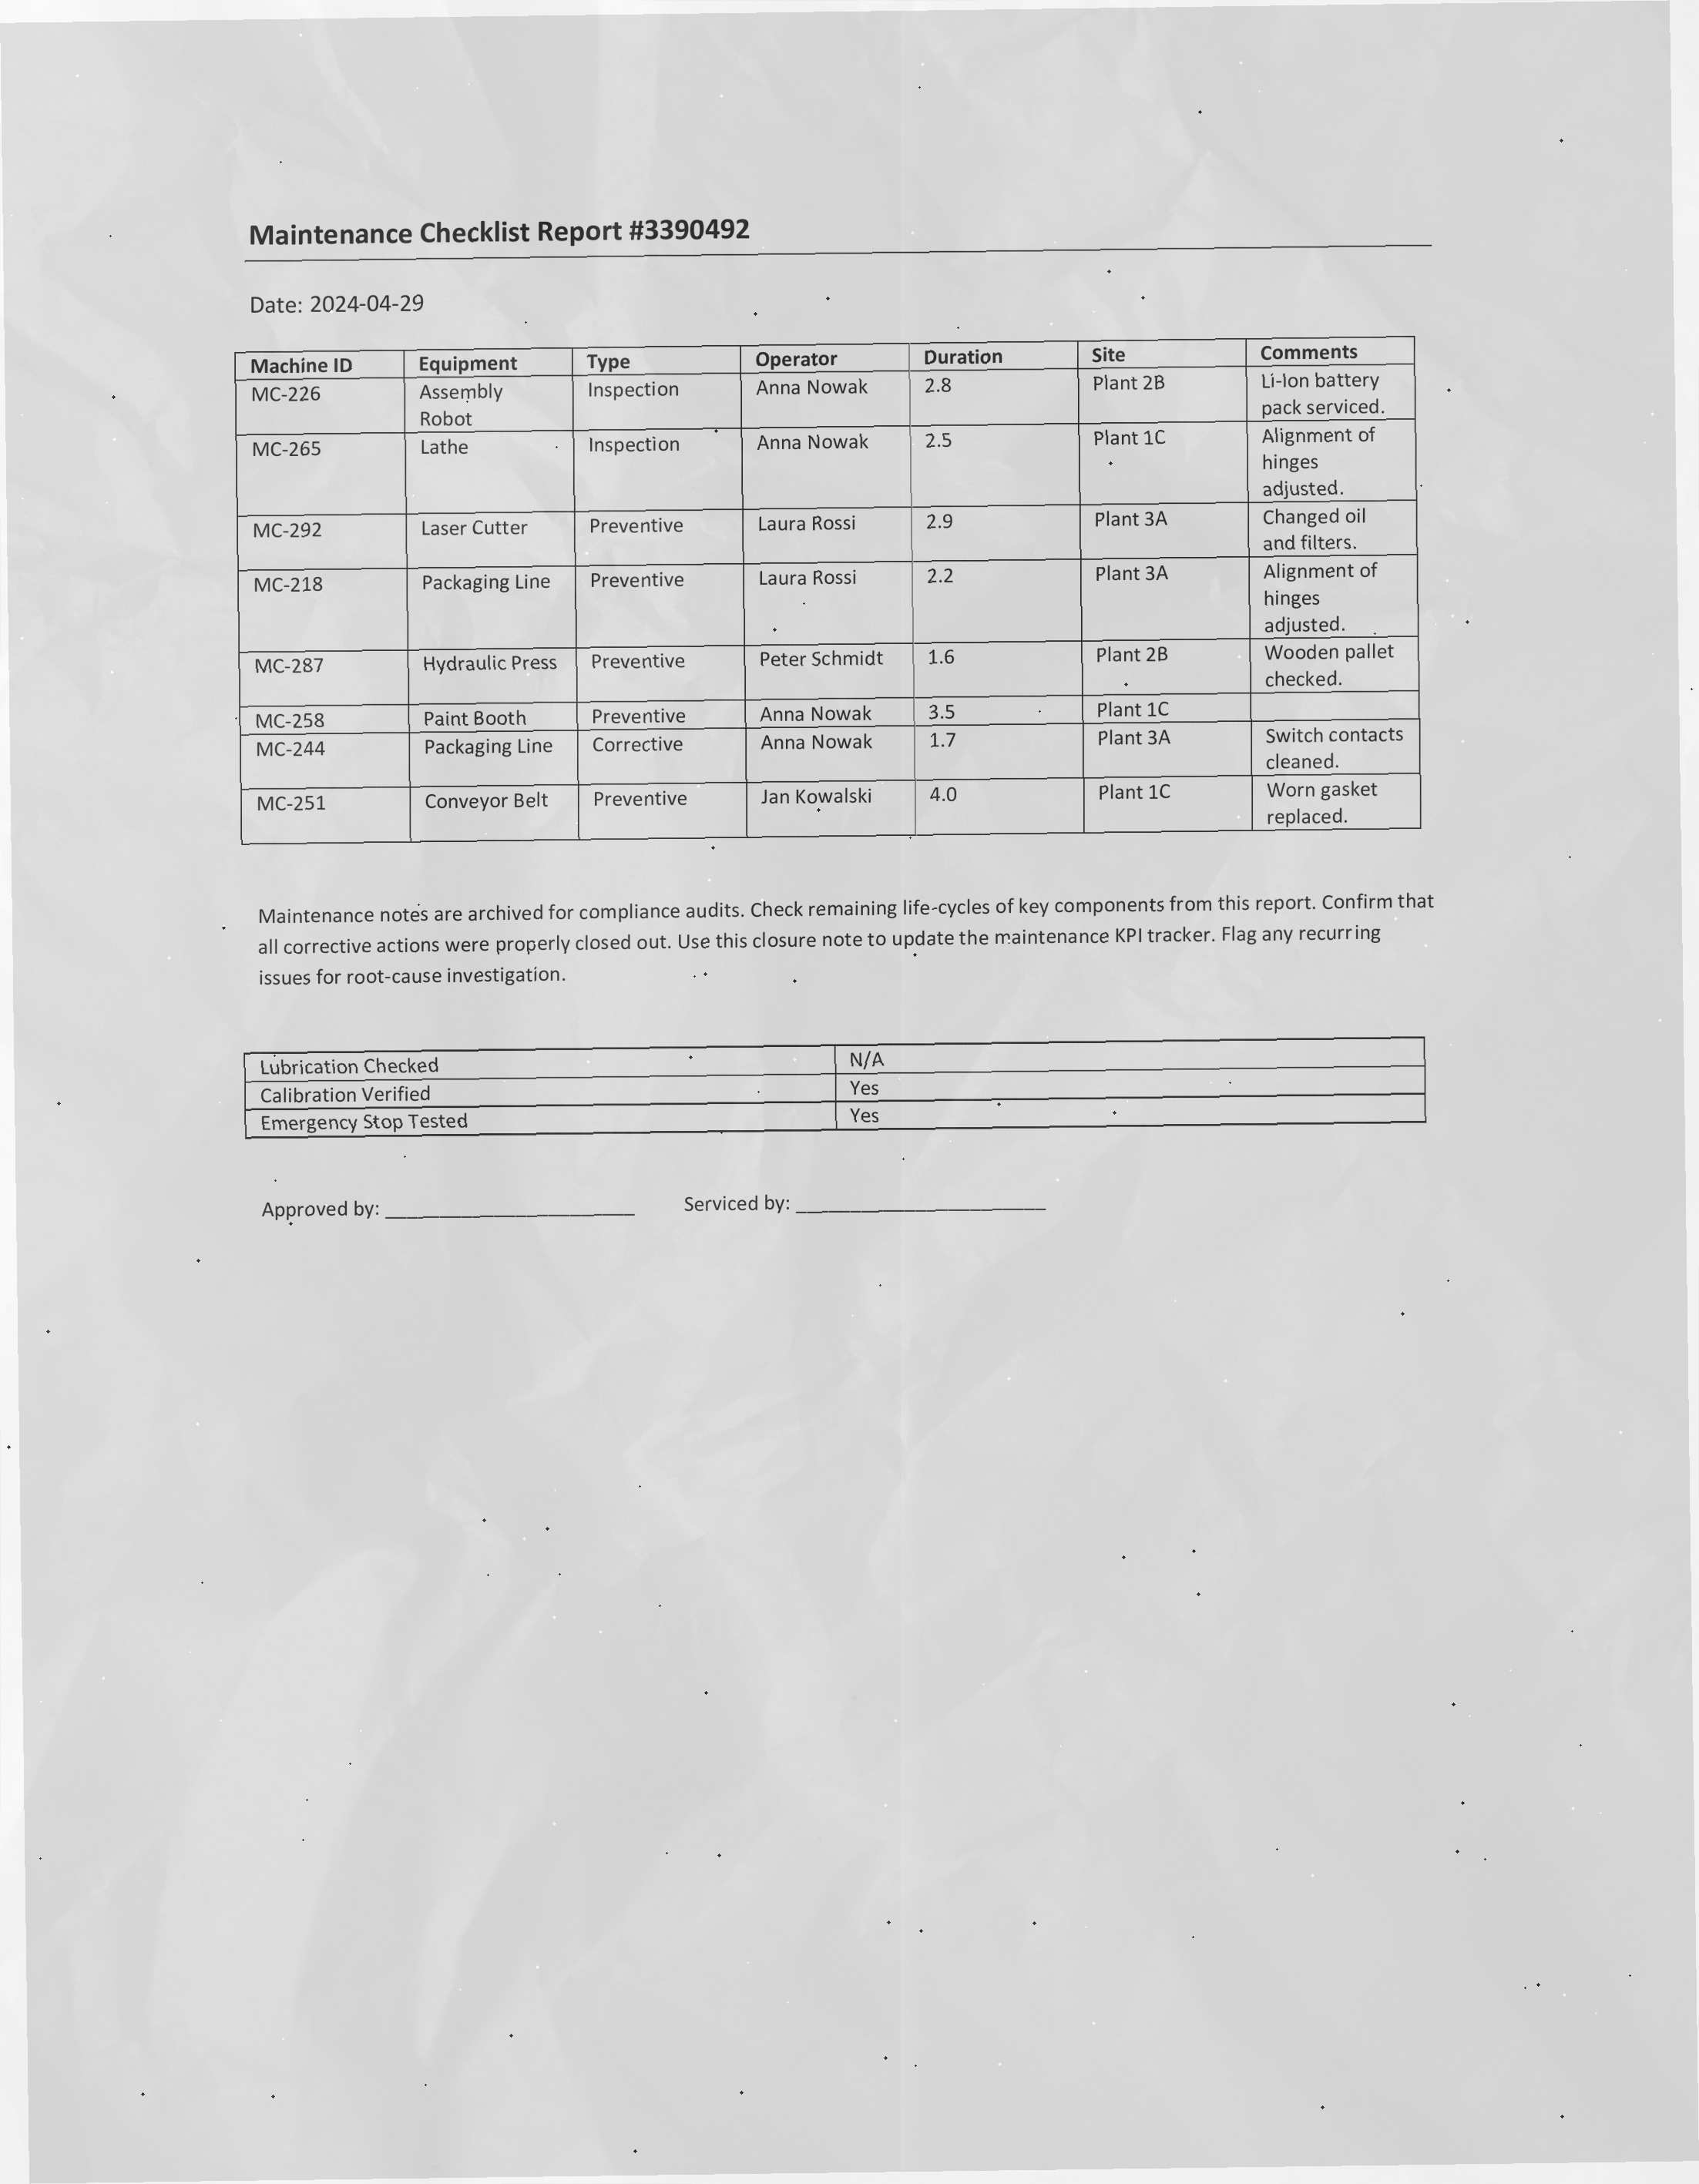 Maintenance Checklist Report #3390492
Date: 2024-04-29
Machine ID Equipment Type Operator Duration Site Comments
MC-226 Assembly Robot Inspection Anna Nowak 2.8 Plant 2B Li-Ion battery pack serviced.
MC-265 Lathe Inspection Anna Nowak 2.5 Plant 1C Alignment of hinges adjusted.
MC-292 Laser Cutter Preventive Laura Rossi 2.9 Plant 3A Changed oil and filters.
MC-218 Packaging Line Preventive Laura Rossi 2.2 Plant 3A Alignment of hinges adjusted.
MC-287 Hydraulic Press Preventive Peter Schmidt 1.6 Plant 2B Wooden pallet checked.
MC-258 Paint Booth Preventive Anna Nowak 3.5 Plant 1C
MC-244 Packaging Line Corrective Anna Nowak 1.7 Plant 3A Switch contacts cleaned.
MC-251 Conveyor Belt Preventive Jan Kowalski 4.0 Plant 1C Worn gasket replaced.
Maintenance notes are archived for compliance audits. Check remaining life-cycles of key components from this report. Confirm that
all corrective actions were properly closed out. Use this closure note to update the maintenance KPI tracker. Flag any recurring
issues for root-cause investigation.
Lubrication Checked N/A
Calibration Verified Yes
Emergency Stop Tested Yes
Approved by: ______________________ Serviced by: ______________________